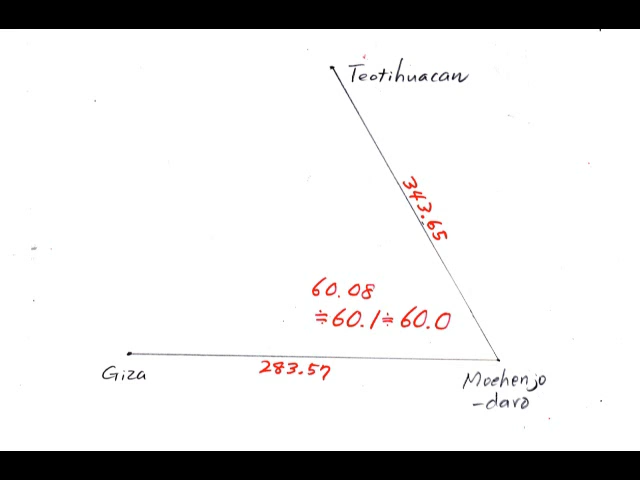 Teotihuacan
343.65
60.08
≒60.1≒60.0
283.57
Giza
Moehenjo
-daro